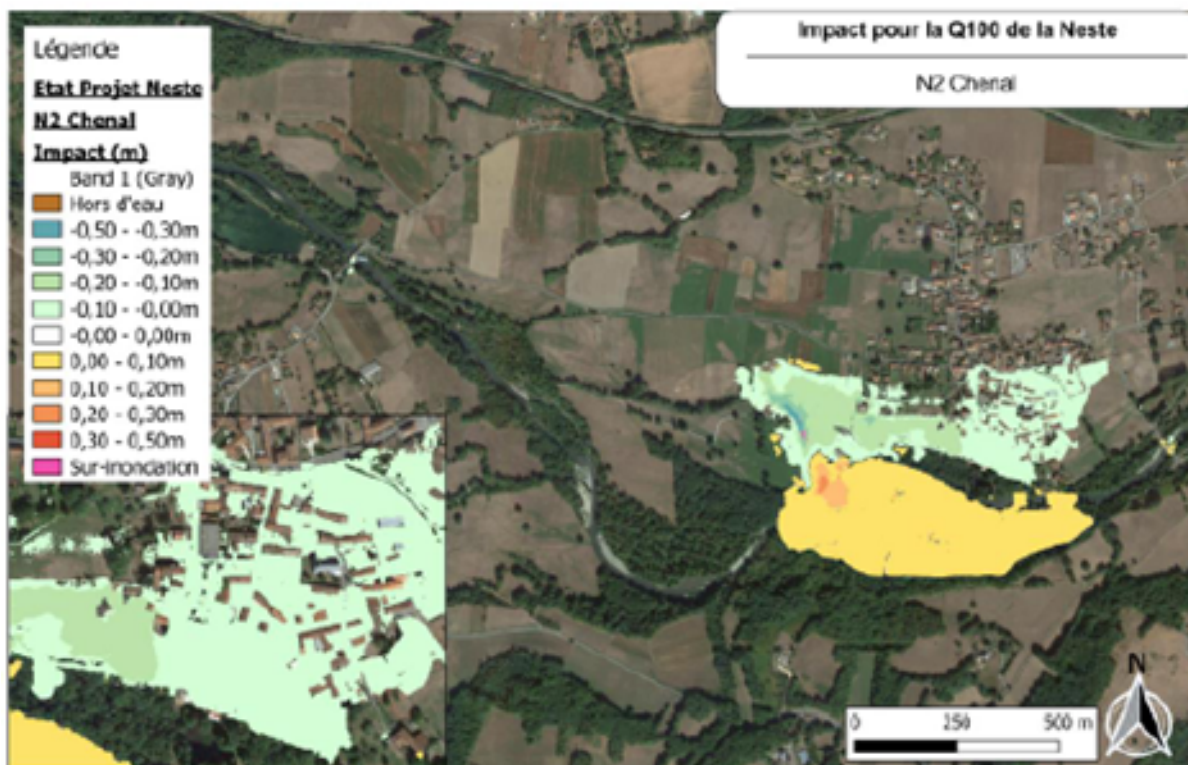 Légende
Etat Projet Neste
N2 Chenal
Impact (m)
Band 1 (Gray)
Hors d'eau
-0,50 - -0,30m
-0,30 - -0,20m
-0,20 - -0,10m
-0,10 - -0,00m
-0,00 - 0,00m
0,00 - 0,10m
0,10 - 0,20m
0,20 - 0,30m
0,30 - 0,50m
Sur-inondation
Impact pour la Q100 de la Neste
N2 Chenal
N
0 250 500 m